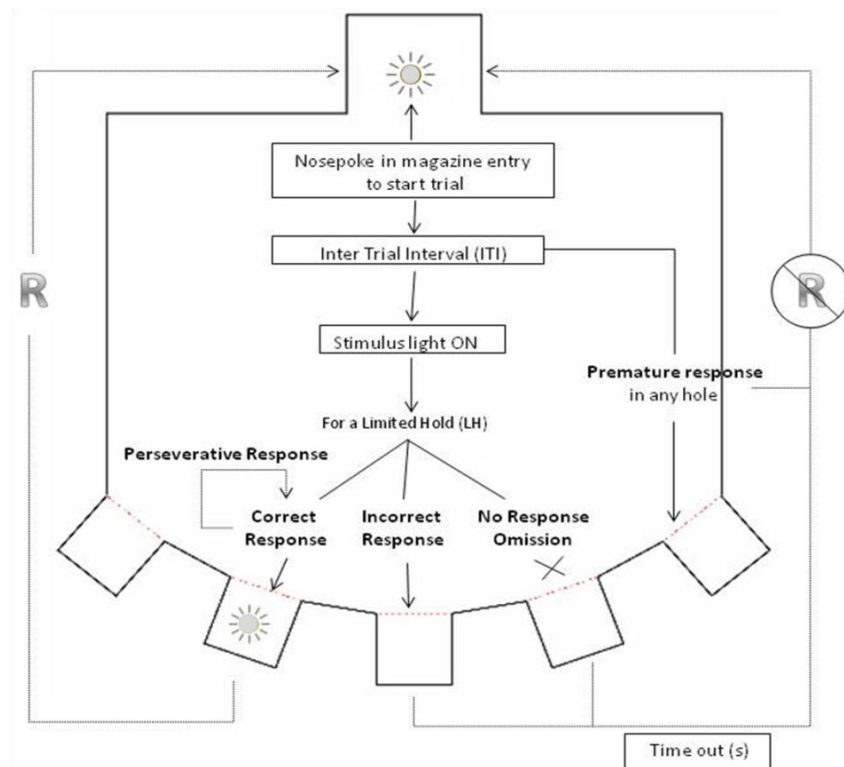 Nosepoke in magazine entry
to start trial
Inter Trial Interval (ITI)
R
R
Stimulus light ON
Premature response
in any hole
For a Limited Hold (LH)
Perseverative Response
Correct
Response
Incorrect
Response
No Response
Omission
Time out (s)